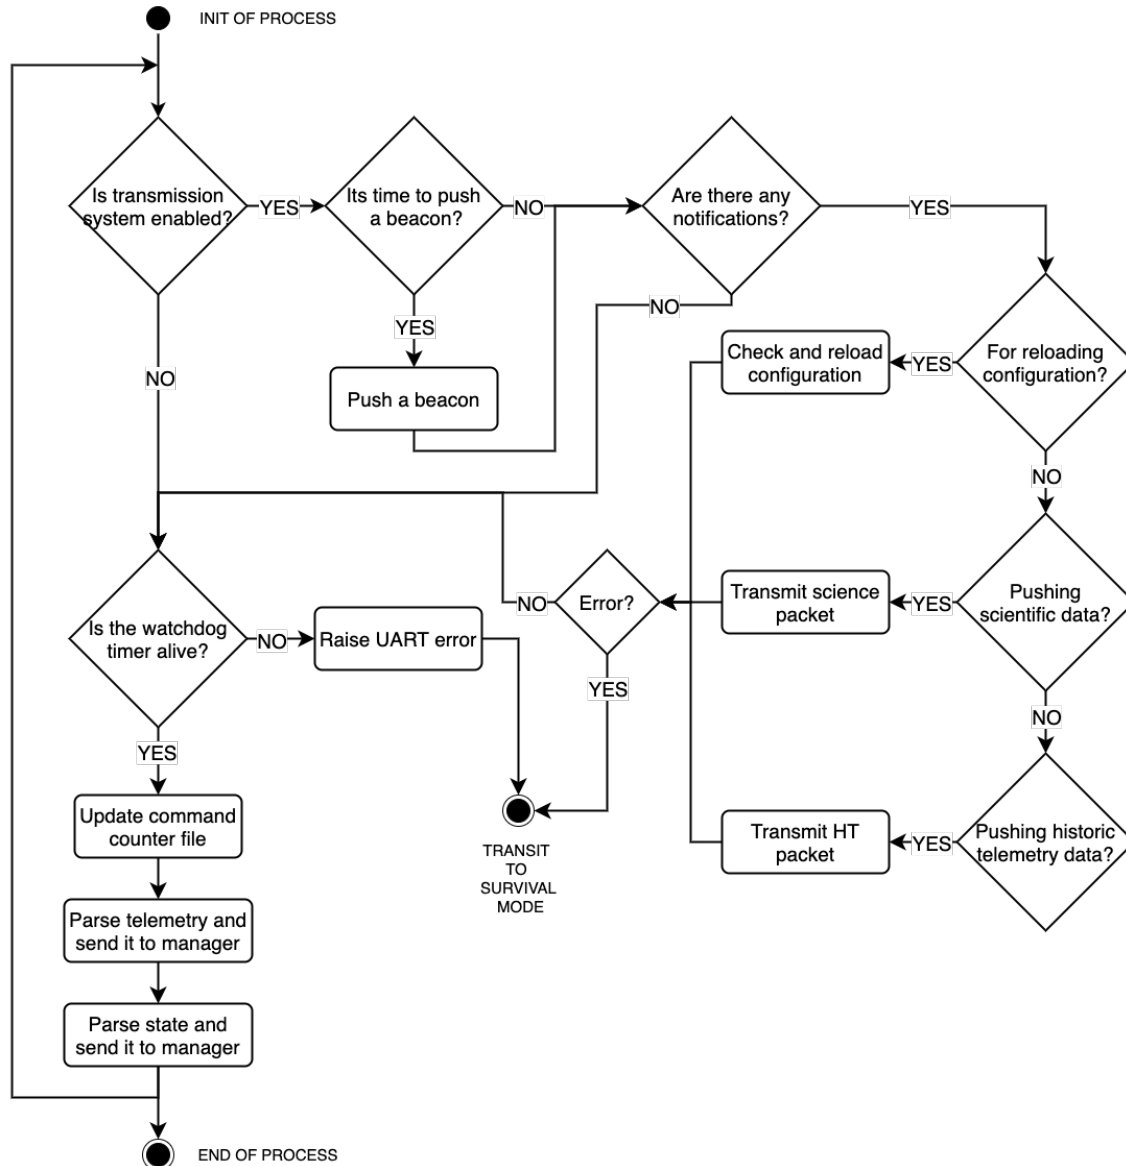 INIT OF PROCESS
Is transmission
system enabled?
YES
Its time to push
a beacon?
NO
Are there any
notifications?
YES
NO
YES
NO
Push a beacon
Check and reload
configuration
YES
For reloading
configuration?
NO
Is the watchdog
timer alive?
NO
Raise UART error
NO
Error?
Transmit science
packet
YES
Pushing
scientific data?
YES
NO
YES
Update command
counter file
TRANSIT
TO
SURVIVAL
MODE
Transmit HT
packet
YES
Pushing historic
telemetry data?
Parse telemetry and
send it to manager
Parse state and
send it to manager
END OF PROCESS